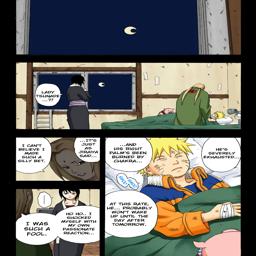 LADY
TSUNADE
...??
I CAN'T
BELIEVE I
MADE
SUCH A
SILLY BET.
...IT'S
JUST AS
JIRAIYA
SAID...
...AND
HIS RIGHT
PALM'S BEEN
BURNED BY
CHAKRA...
HE'S
SEVERELY
EXHAUSTED.
HO HO... I
SHOCKED
MYSELF WITH
MY OWN
PASSIONATE
REACTION...
I WAS
SUCH A
FOOL.
AT THIS RATE,
HE... PROBABLY
WON'T WAKE
UP UNTIL THE
DAY AFTER
TOMORROW.